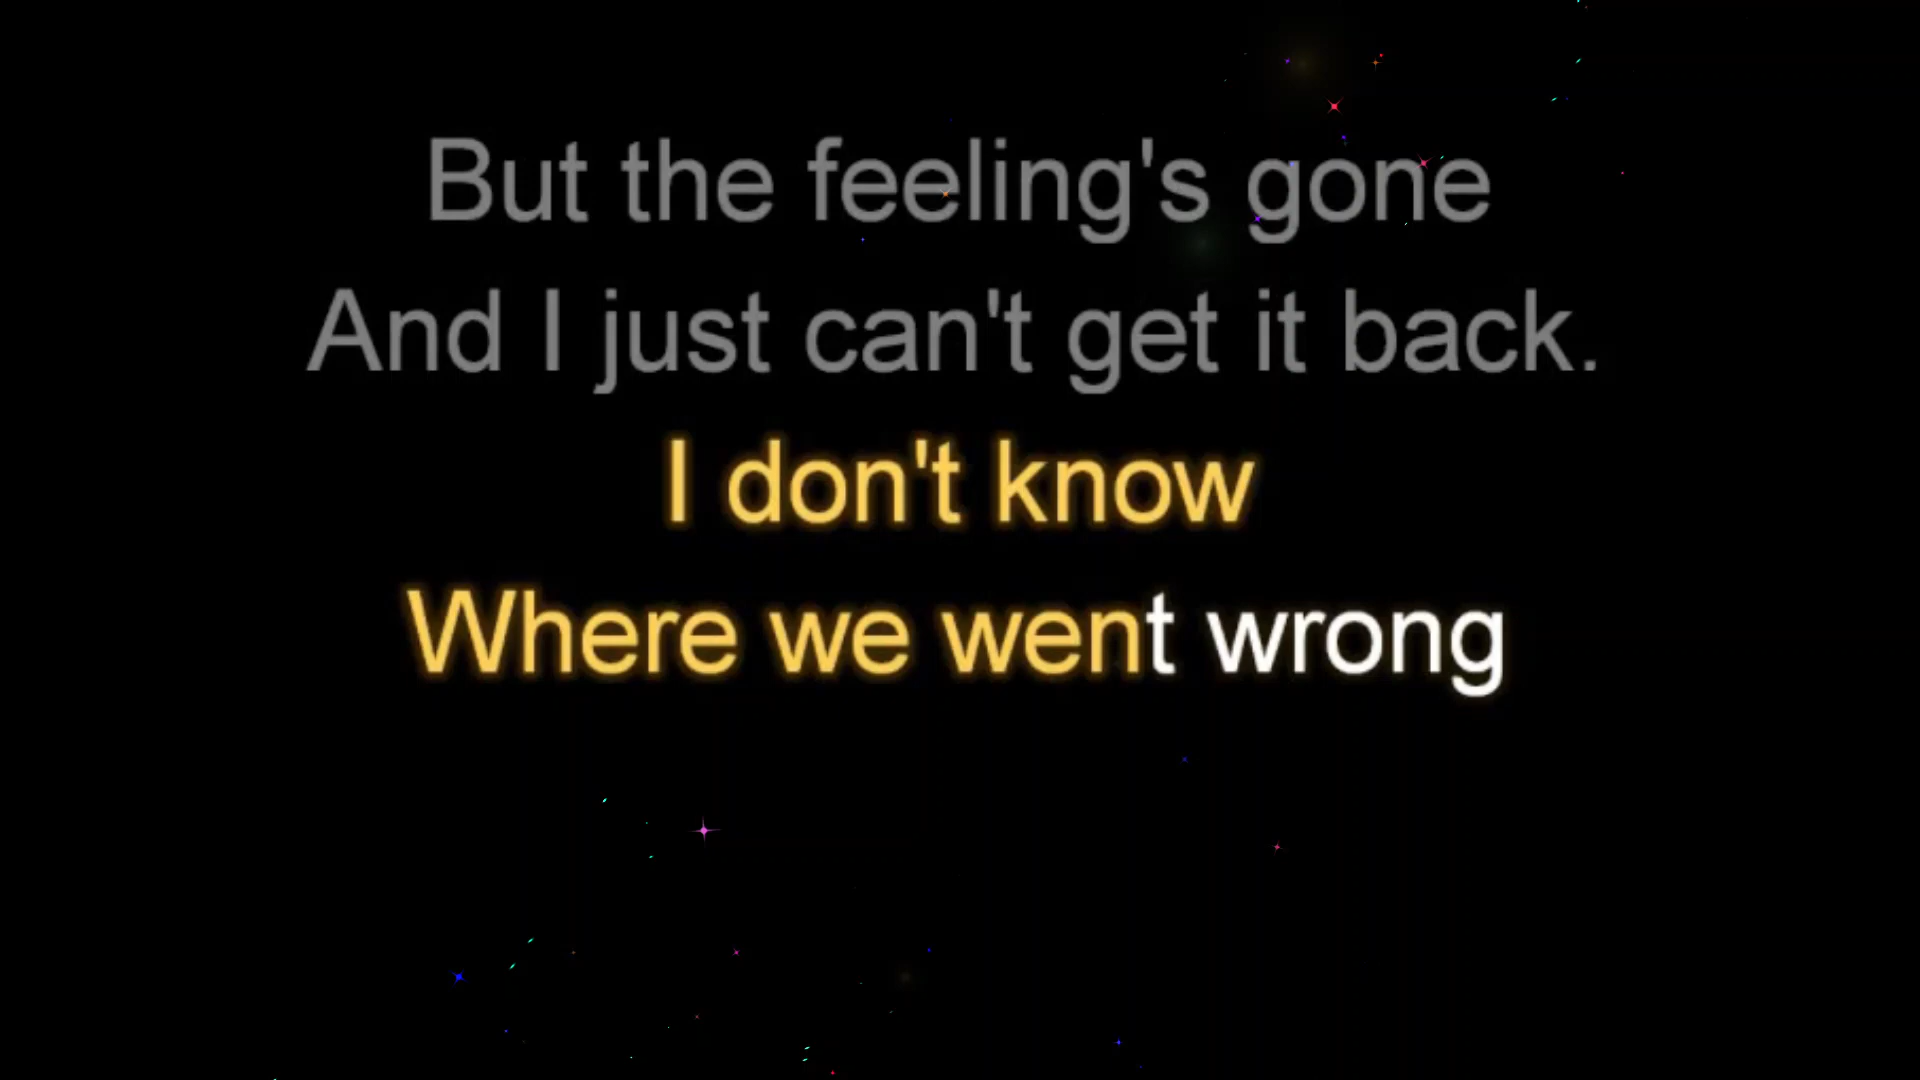 But the feeling's gone
And I just can't get it back.
I don't know
Where we went wrong